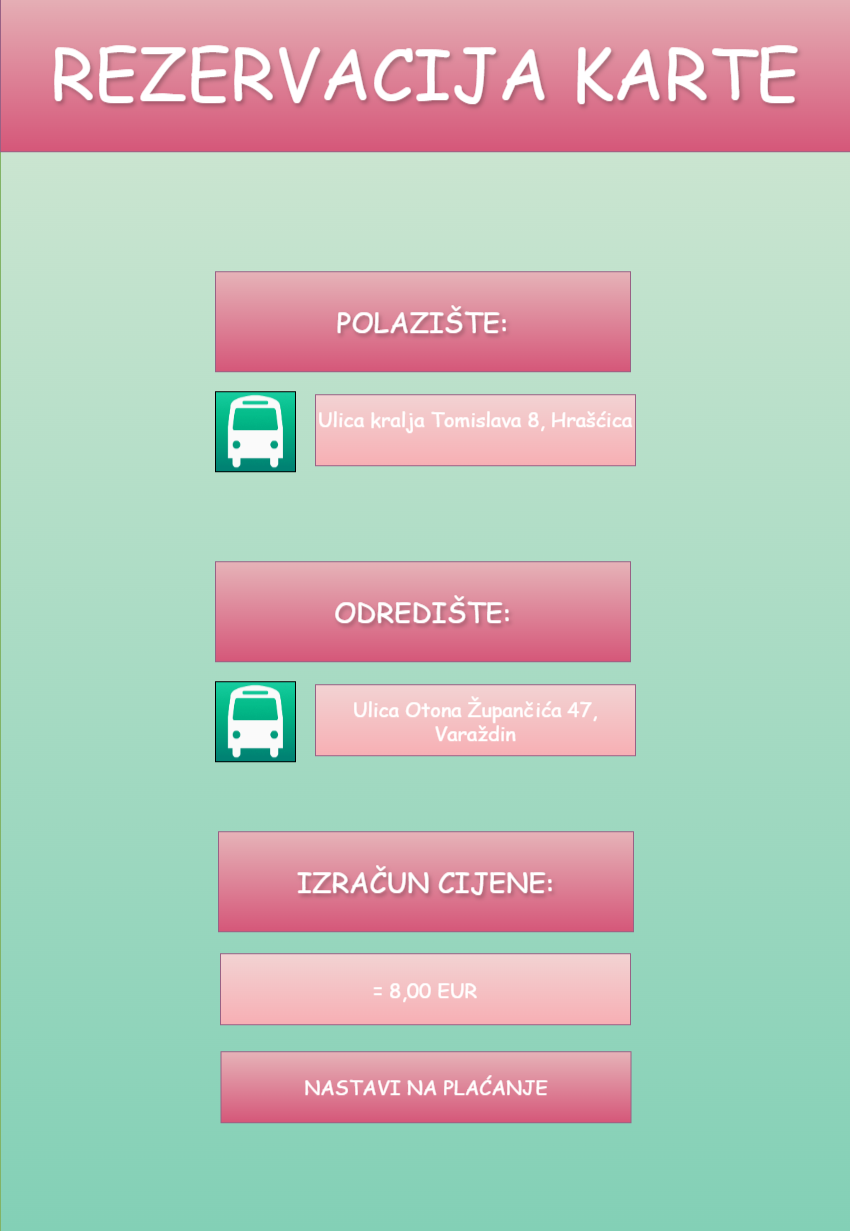 REZERVACIJA KARTE
POLAZIŠTE:
Ulica kralja Tomislava 8, Hrašćica
ODREDIŠTE:
Ulica Otona Župančića 47,
Varaždin
IZRAČUN CIJENE:
= 8,00 EUR
NASTAVI NA PLAĆANJE